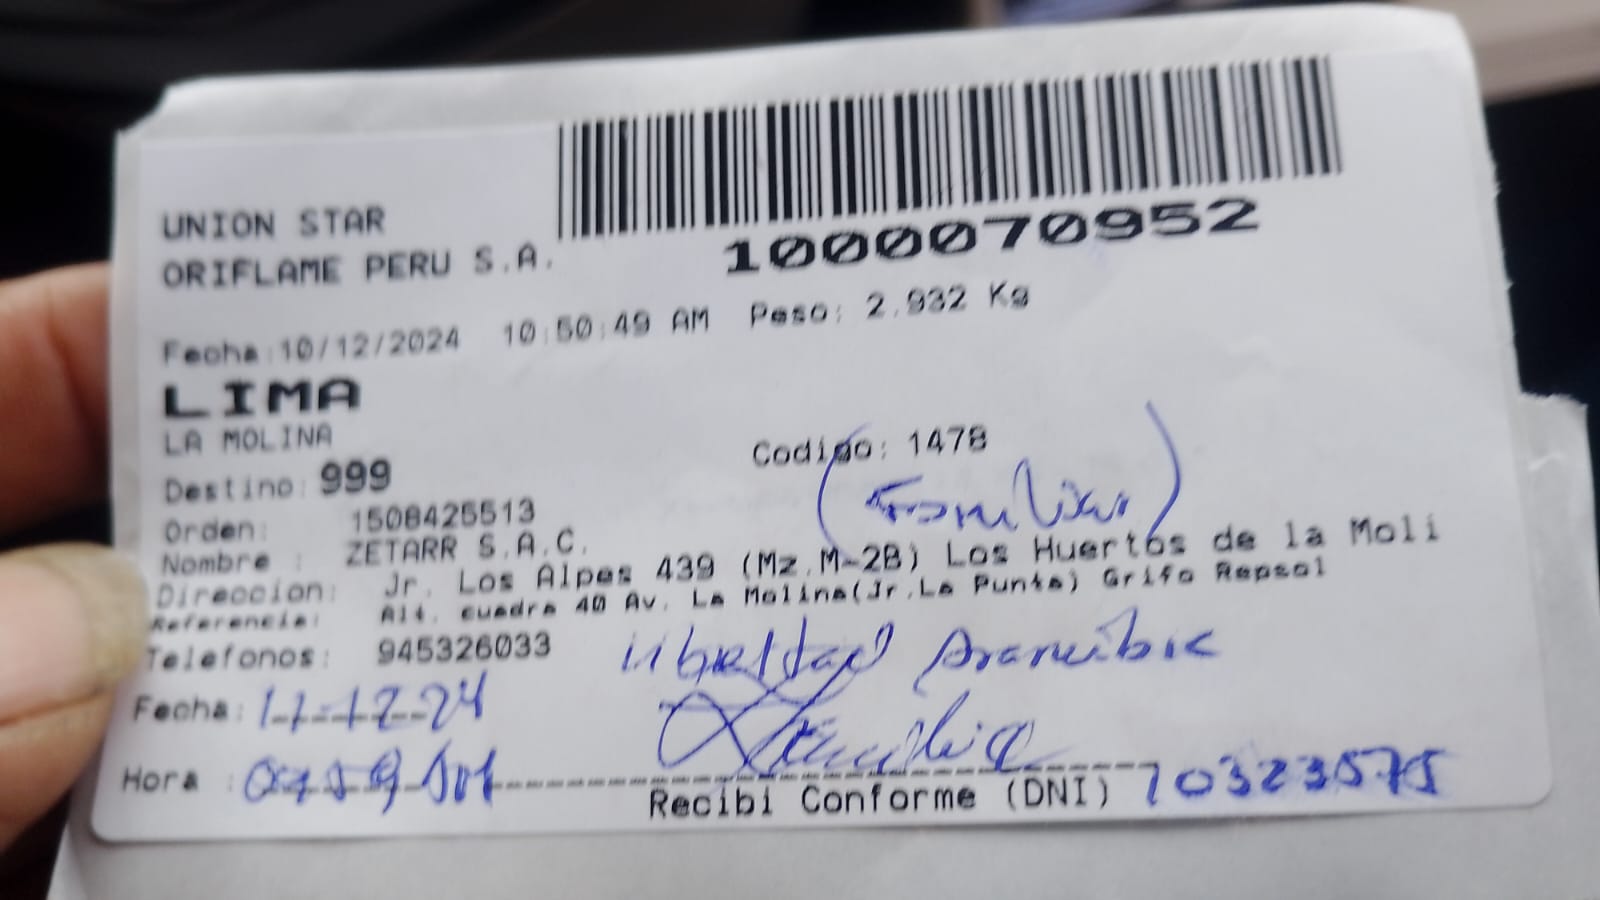 UNION STAR
ORIFLAME PERU S.A.
1000070952
Fecha:10/12/2024 10:50:49 AM Peso: 2.932 Kg
LIMA
LA MOLINA
Codigo: 1478
Destino: 999
(Familiar)
Orden: 1508425513
Nombre : ZETARR S.A.C.
Direccion: Jr. Los Alpes 439 (Mz.M-2B) Los Huertos de la Moli
Referencia: Alt. cuadra 40 Av. La Molina(Jr.La Punta) Grifo Repsol
Telefonos: 945326033
Libertad Aranibia
Fecha: 11-12-24
Hora :
Recibi Conforme (DNI) 10323575